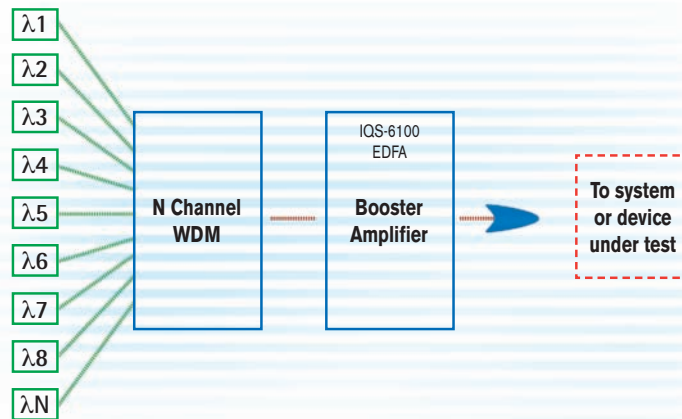 λ1
λ2
λ3
λ4
λ5
λ6
λ7
λ8
λN
N Channel
WDM
IQS-6100
EDFA
Booster
Amplifier
To system
or device
under test